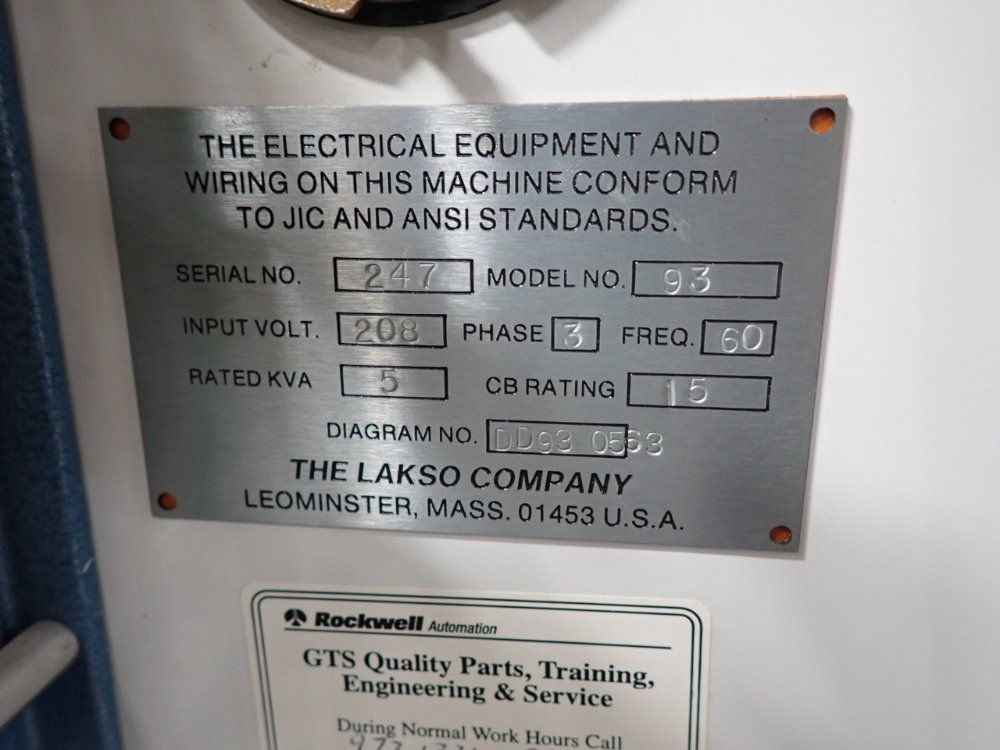 THE ELECTRICAL EQUIPMENT AND
WIRING ON THIS MACHINE CONFORM
TO JIC AND ANSI STANDARDS.
SERIAL NO. 247 MODEL NO. 93
INPUT VOLT. 208 PHASE 3 FREQ. 60
RATED KVA 5 CB RATING 15
DIAGRAM NO. DD93 0563
THE LAKSO COMPANY
LEOMINSTER, MASS. 01453 U.S.A.
Rockwell Automation
GTS Quality Parts, Training,
Engineering & Service
During Normal Work Hours Call